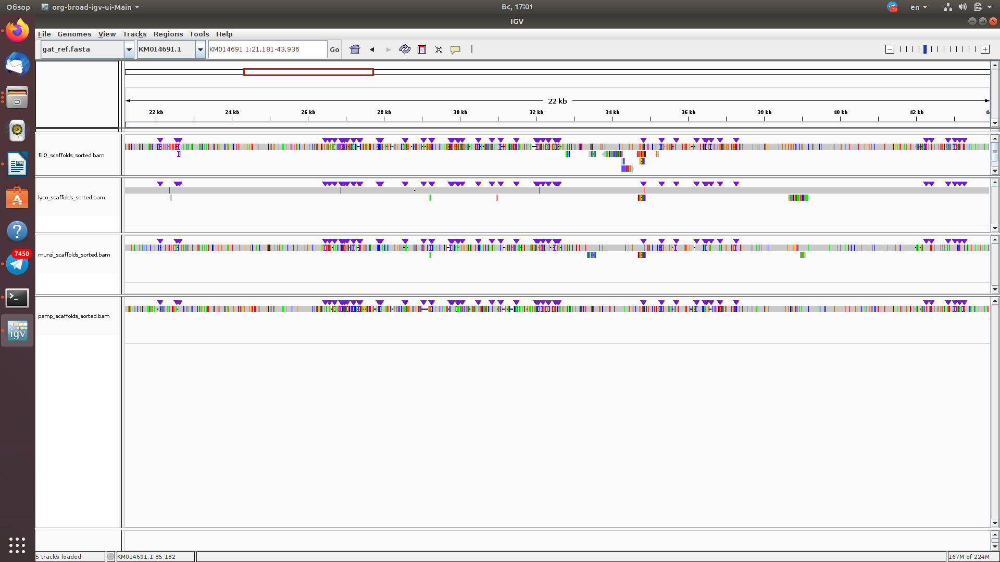 Обзор org-broad-igv-ui-Main Вс, 17:01 50 en
IGV
File Genomes View Tracks Regions Tools Help
gat_ref.fasta KM014691.1 KM014691.1:21,181-43,936 Go
22 kb
22 kb 24 kb 26 kb 28 kb 30 kb 32 kb 34 kb 36 kb 38 kb 40 kb 42 kb
filiQ_scaffolds_sorted.bam
lyco_scaffolds_sorted.bam
munzi_scaffolds_sorted.bam
7450
pamp_scaffolds_sorted.bam
igv
5 tracks loaded KM014691.1:35 182 167M of 224M